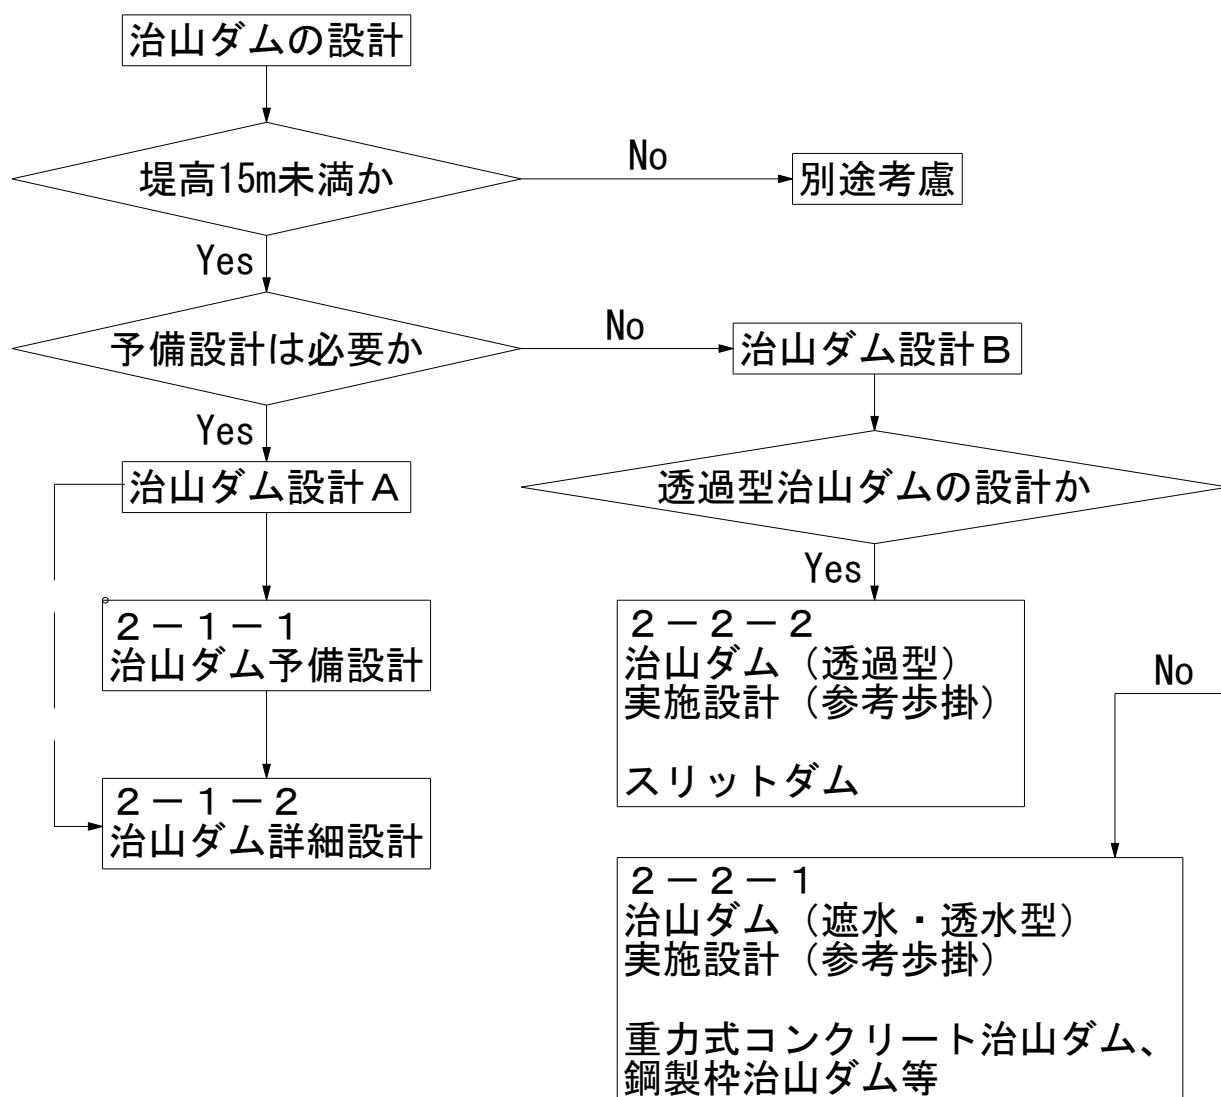 治山ダムの設計
堤高15m未満か
No
別途考慮
Yes
予備設計は必要か
No
治山ダム設計Ｂ
Yes
治山ダム設計Ａ
透過型治山ダムの設計か
Yes
２－１－１
治山ダム予備設計
２－２－２
治山ダム（透過型）
実施設計（参考歩掛）
スリットダム
No
２－１－２
治山ダム詳細設計
２－２－１
治山ダム（遮水・透水型）
実施設計（参考歩掛）
重力式コンクリート治山ダム、
鋼製枠治山ダム等